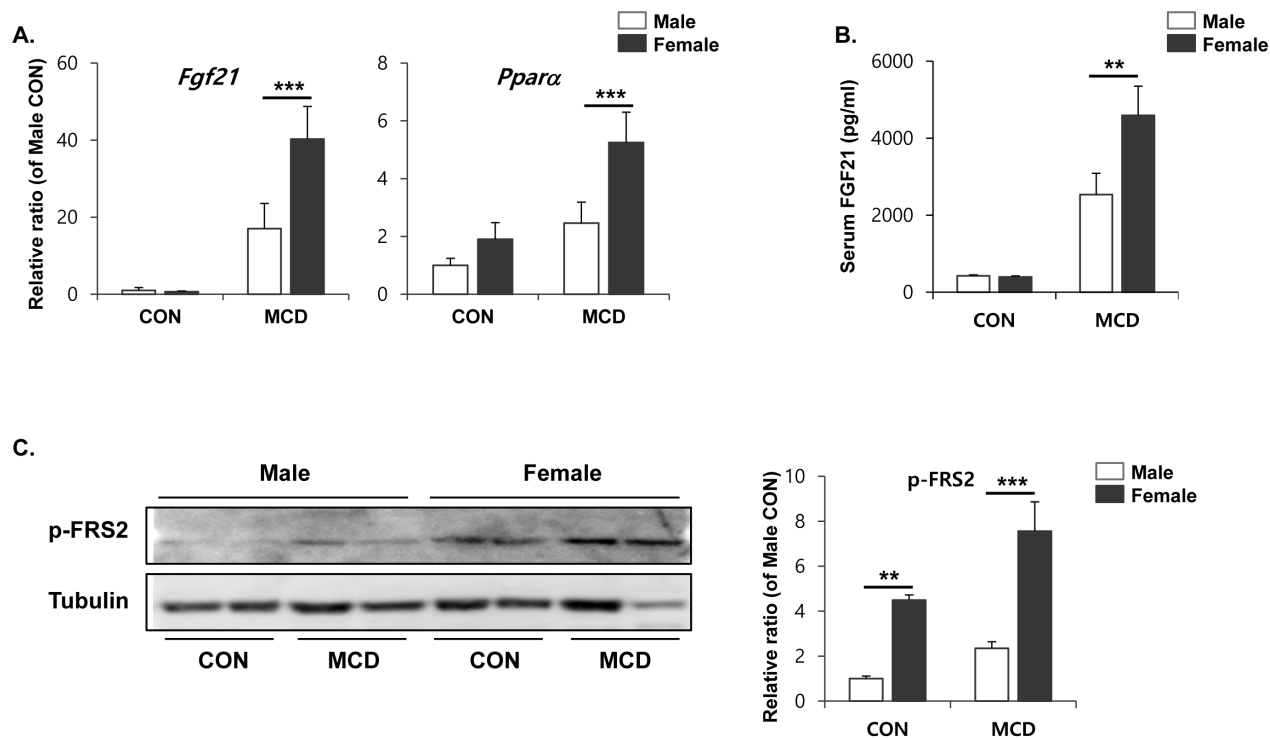 A.
Male
Female
Relative ratio (of Male CON)
60
40
20
0
Fgf21
***
CON
MCD
8
6
4
2
0
Pparα
***
CON
MCD
B.
Male
Female
Serum FGF21 (pg/ml)
6000
4000
2000
0
**
CON
MCD
C.
Male
Female
p-FRS2
Tubulin
CON
MCD
CON
MCD
Relative ratio (of Male CON)
10
8
6
4
2
0
p-FRS2
**
***
CON
MCD
Male
Female